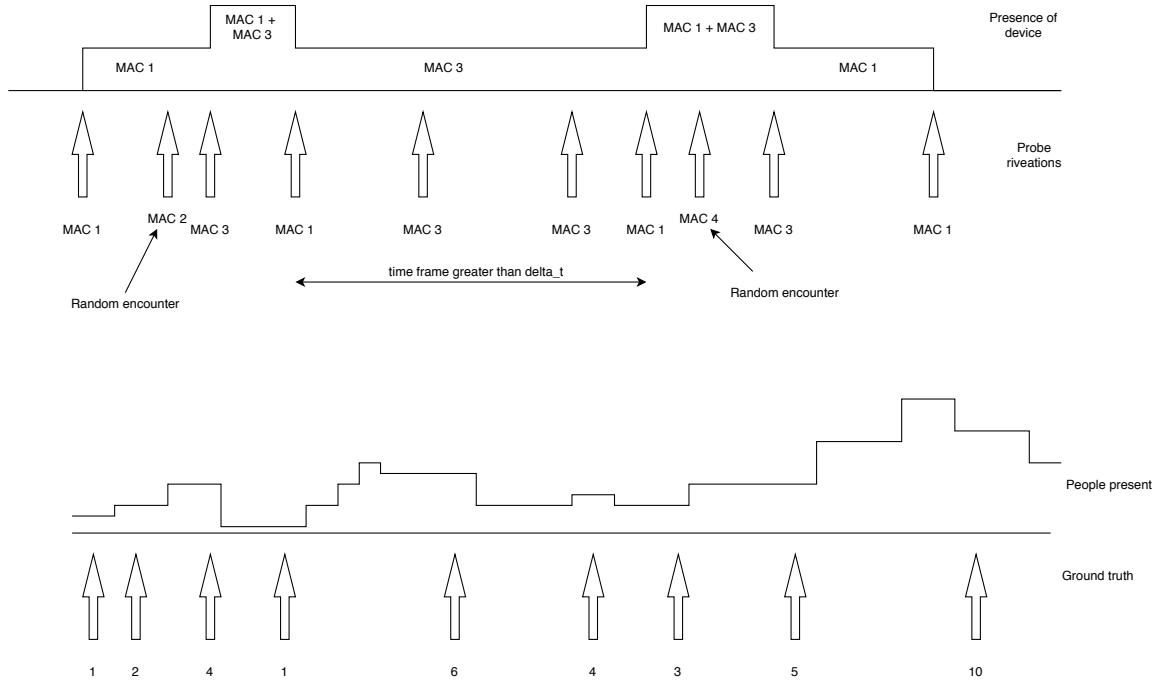 MAC 1 +
MAC 3
MAC 1 + MAC 3
Presence of
device
MAC 1
MAC 3
MAC 1
Probe
riveations
MAC 1
MAC 2
MAC 3
MAC 1
MAC 3
MAC 3
MAC 1
MAC 4
MAC 3
MAC 1
time frame greater than delta_t
Random encounter
Random encounter
People present
Ground truth
1
2
4
1
6
4
3
5
10